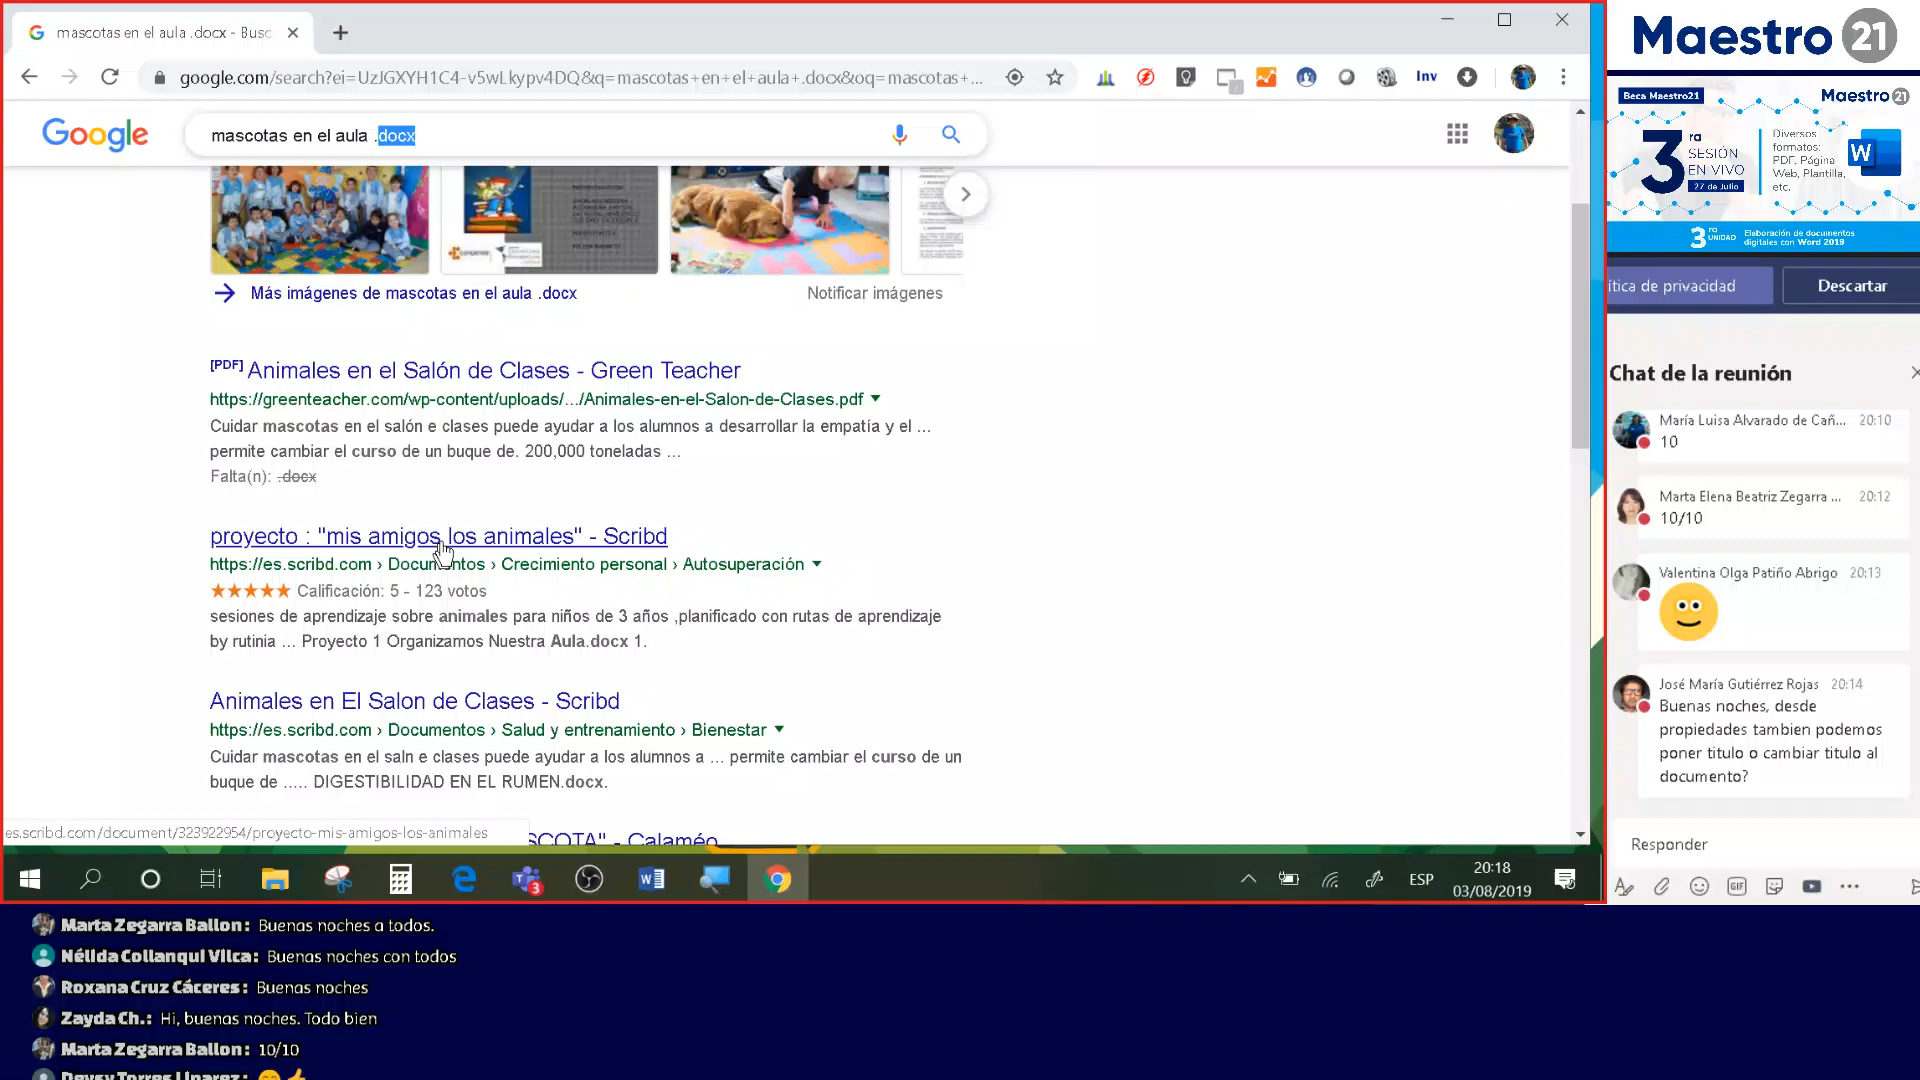 mascotas en el aula .docx - Busc
google.com/search?ei=UzJGXYH1C4-v5wLkypv4DQ&q=mascotas+en+el+aula+.docx&oq=mascotas+...
Inv
Google
mascotas en el aula .docx
Más imágenes de mascotas en el aula .docx
Notificar imágenes
[PDF] Animales en el Salón de Clases - Green Teacher
https://greenteacher.com/wp-content/uploads/.../Animales-en-el-Salon-de-Clases.pdf
Cuidar mascotas en el salón e clases puede ayudar a los alumnos a desarrollar la empatía y el ...
permite cambiar el curso de un buque de. 200,000 toneladas ...
Falta(n): .docx
proyecto : "mis amigos los animales" - Scribd
https://es.scribd.com › Documentos › Crecimiento personal › Autosuperación
Calificación: 5 - 123 votos
sesiones de aprendizaje sobre animales para niños de 3 años ,planificado con rutas de aprendizaje
by rutinia ... Proyecto 1 Organizamos Nuestra Aula.docx 1.
Animales en El Salon de Clases - Scribd
https://es.scribd.com › Documentos › Salud y entrenamiento › Bienestar
Cuidar mascotas en el saln e clases puede ayudar a los alumnos a ... permite cambiar el curso de un
buque de ..... DIGESTIBILIDAD EN EL RUMEN.docx.
SCOTA" - Calaméo
es.scribd.com/document/323922954/proyecto-mis-amigos-los-animales
3
ESP
20:18
03/08/2019
Maestro 21
Beca Maestro21
Maestro 21
3 ra
SESIÓN
EN VIVO
27 de Julio
Diversos
formatos:
PDF, Página
Web, Plantilla,
etc.
W
3 ra
UNIDAD
Elaboración de documentos
digitales con Word 2019
ítica de privacidad
Descartar
Chat de la reunión
María Luisa Alvarado de Cañ... 20:10
10
Marta Elena Beatriz Zegarra ... 20:12
10/10
Valentina Olga Patiño Abrigo 20:13
José María Gutiérrez Rojas 20:14
Buenas noches, desde
propiedades tambien podemos
poner titulo o cambiar titulo al
documento?
Responder
GIF
Marta Zegarra Ballon: Buenas noches a todos.
Nélida Collanqui Vilca: Buenas noches con todos
Roxana Cruz Cáceres: Buenas noches
Zayda Ch.: Hi, buenas noches. Todo bien
Marta Zegarra Ballon: 10/10
Deysy Torres Linarez: